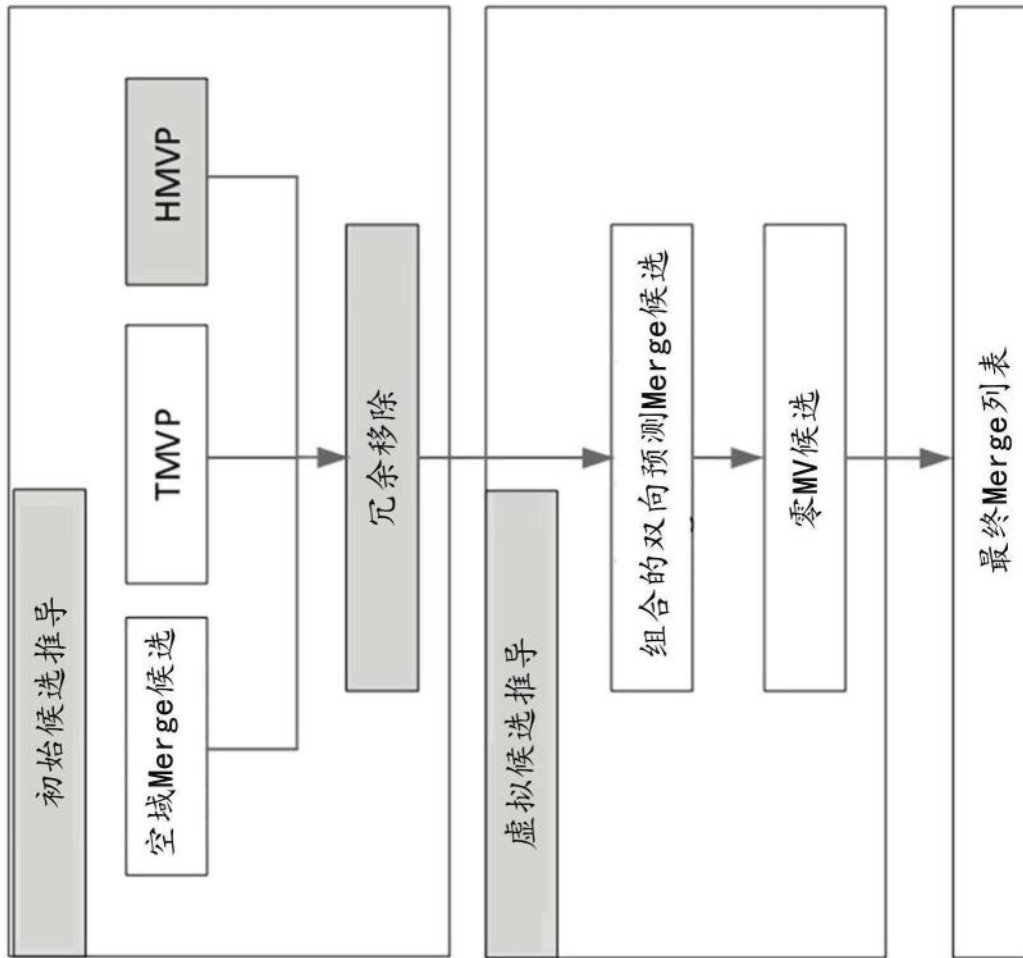 初始候选推导
空域Merge候选
TMVP
HMVP
冗余移除
虚拟候选推导
组合的双向预测Merge候选
零MV候选
最终Merge列表